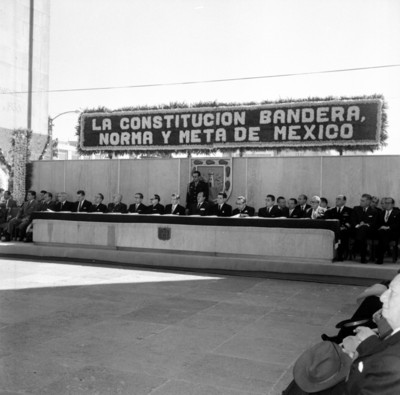 LA CONSTITUCION BANDERA,
NORMA Y META DE MEXICO